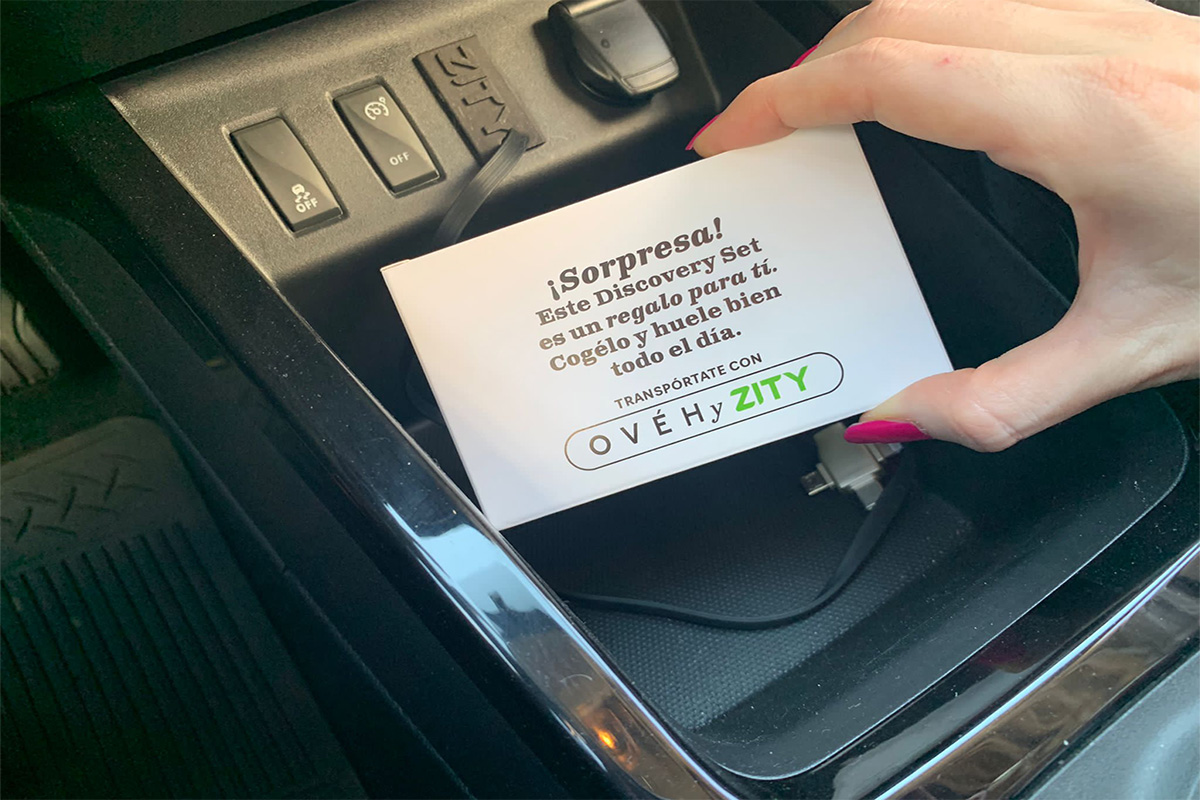 OFF
OFF
ZITY
¡Sorpresa!
Este Discovery Set
es un regalo para tí.
Cogélo y huele bien
todo el día.
TRANSPÓRTATE CON
OVÉH y ZITY